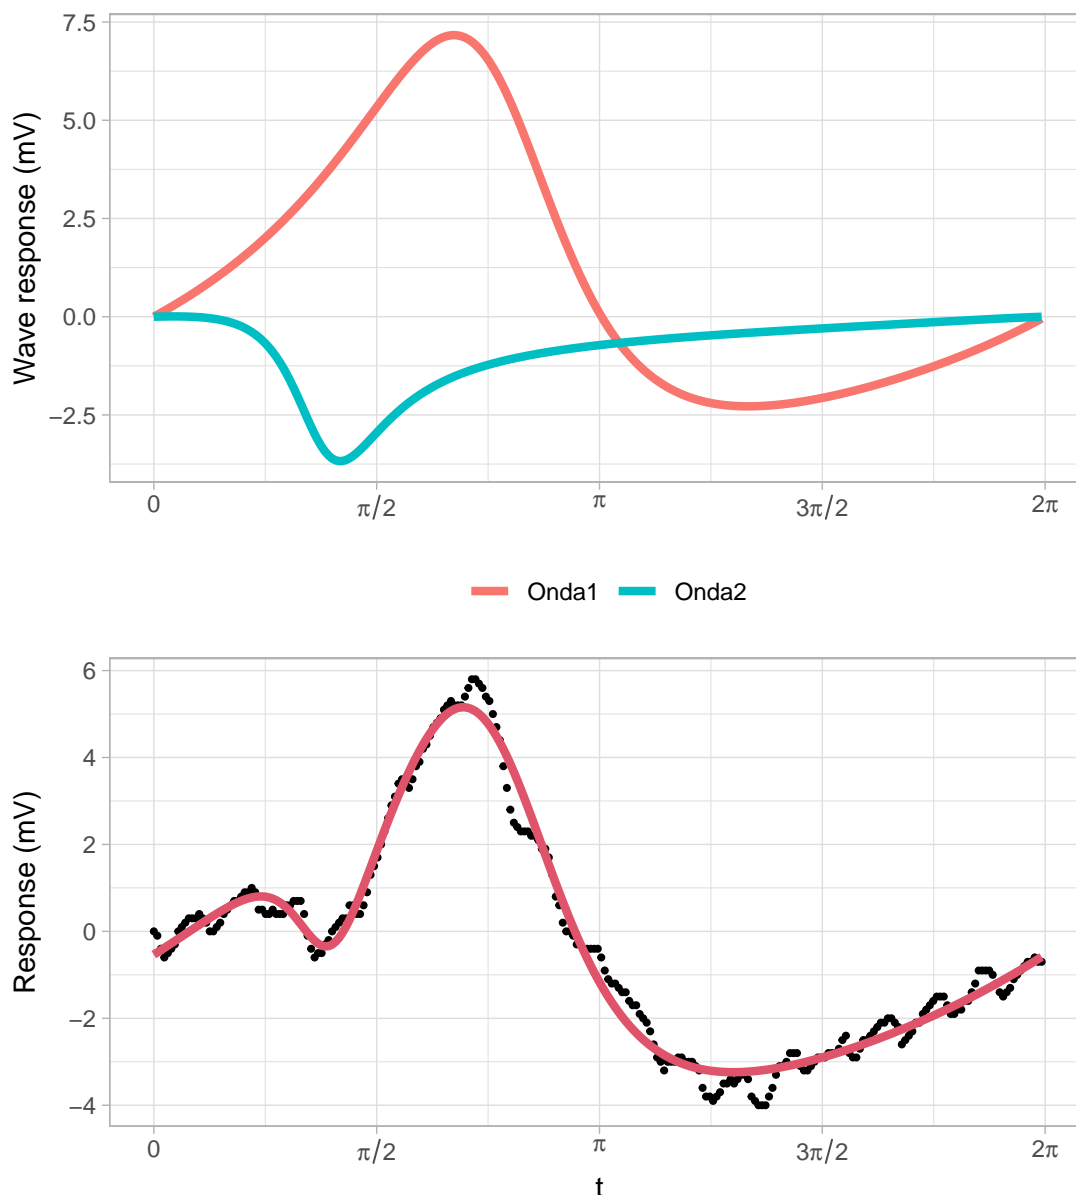 Wave response (mV)
7.5
5.0
2.5
0.0
−2.5
0 π/2 π 3π/2 2π
Onda1 Onda2
Response (mV)
6
4
2
0
−2
−4
0 π/2 π 3π/2 2π
t